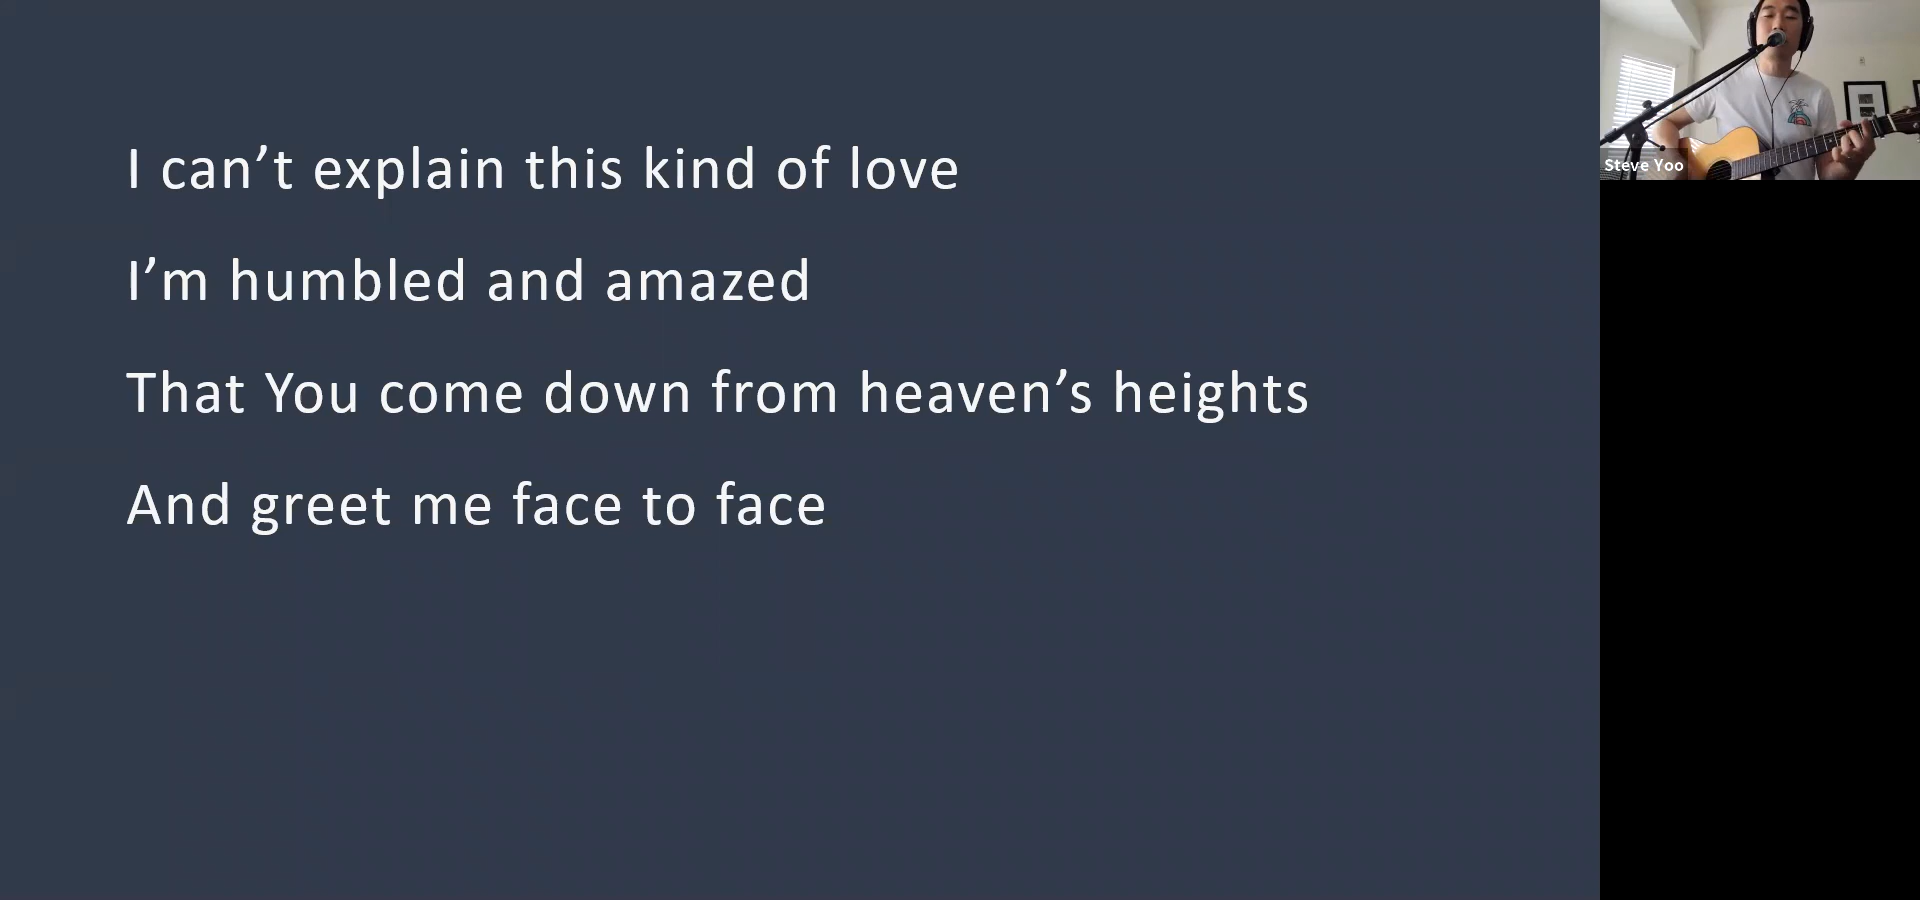 I can’t explain this kind of love
I’m humbled and amazed
That You come down from heaven’s heights
And greet me face to face
Steve Yoo